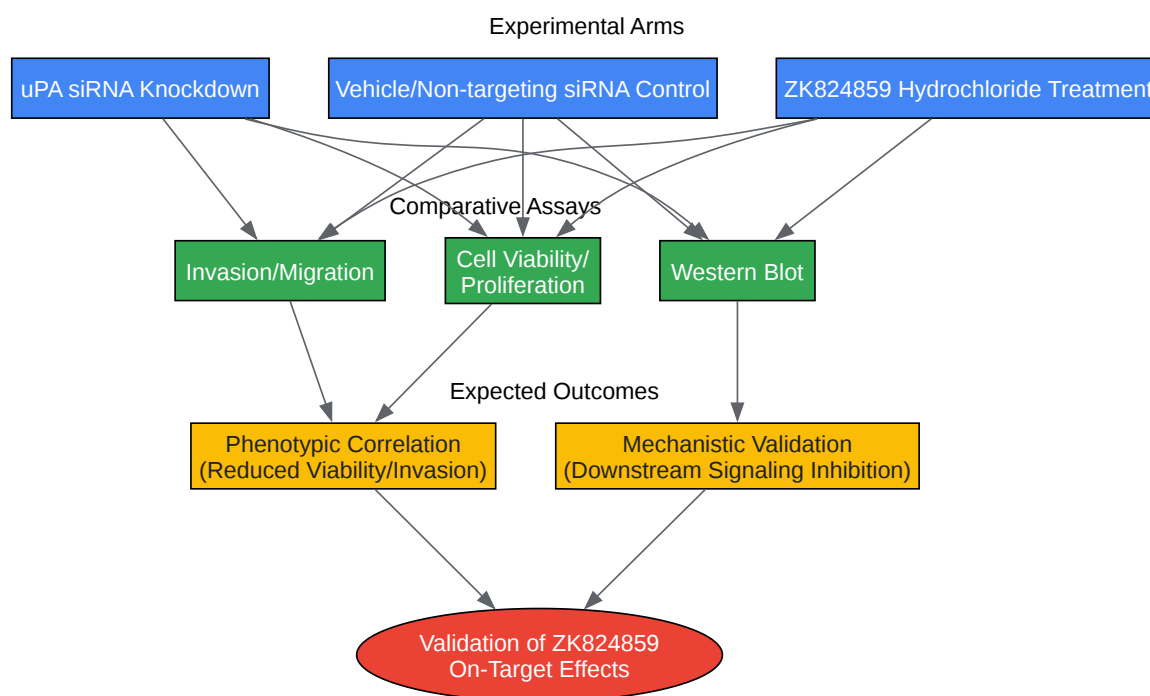 Experimental Arms
uPA siRNA Knockdown
Vehicle/Non-targeting siRNA Control
ZK824859 Hydrochloride Treatment
Comparative Assays
Invasion/Migration
Cell Viability/
Proliferation
Western Blot
Expected Outcomes
Phenotypic Correlation
(Reduced Viability/Invasion)
Mechanistic Validation
(Downstream Signaling Inhibition)
Validation of ZK824859
On-Target Effects